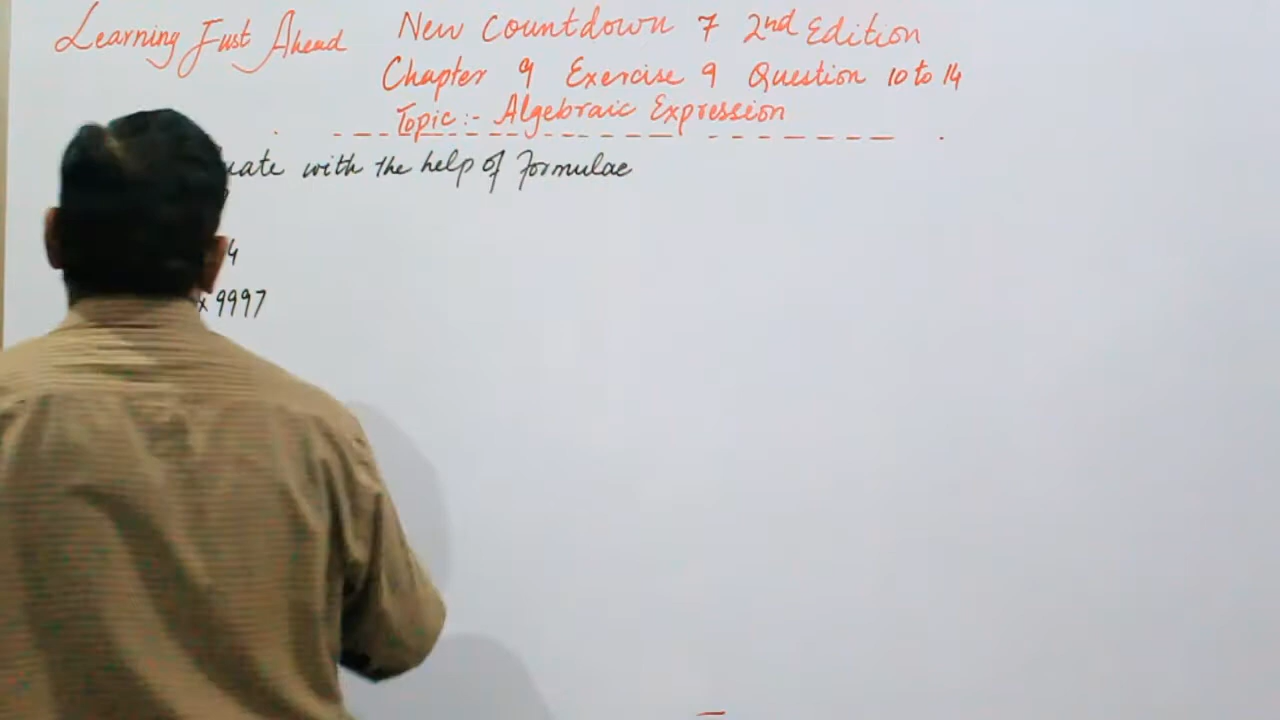 Learning Just Ahead
New Countdown 7 2nd Edition
Chapter 9 Exercise 9 Question 10 to 14
Topic :- Algebraic Expression
with the help of Formulae
4
x 9997